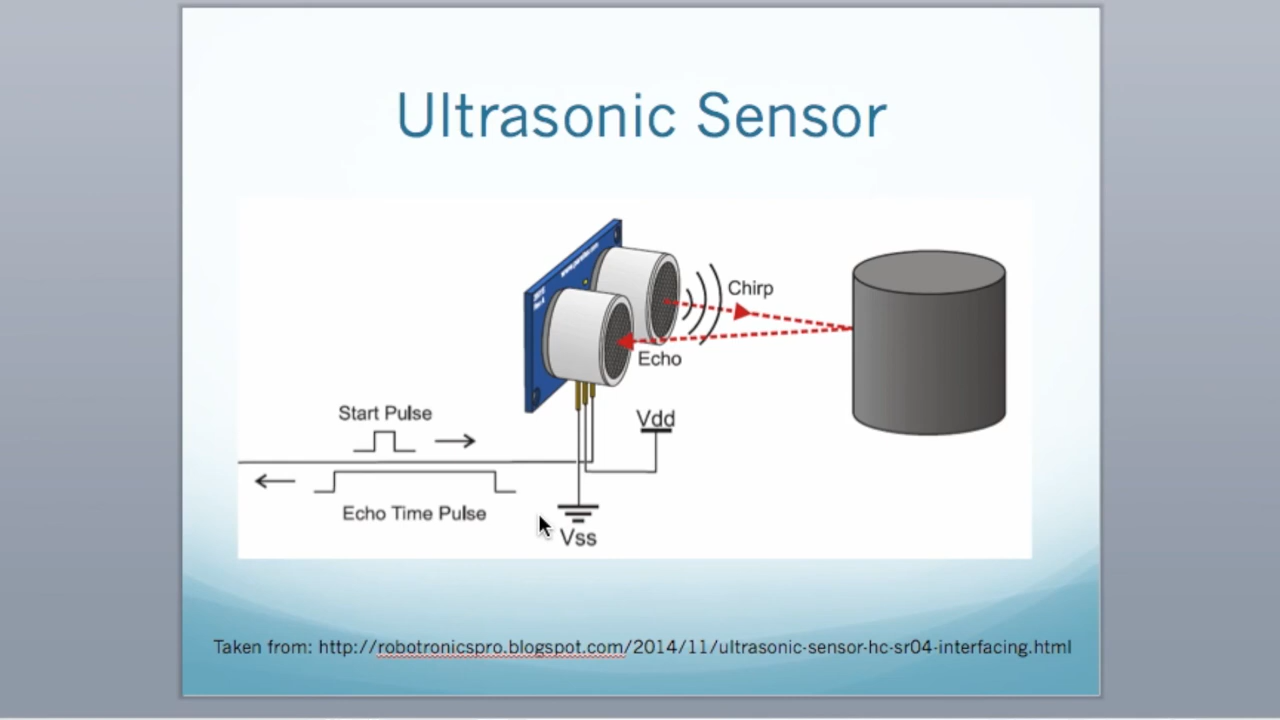 Ultrasonic Sensor
Chirp
Echo
Start Pulse
Vdd
Echo Time Pulse
Vss
Taken from: http://robotronicspro.blogspot.com/2014/11/ultrasonic-sensor-hc-sr04-interfacing.html